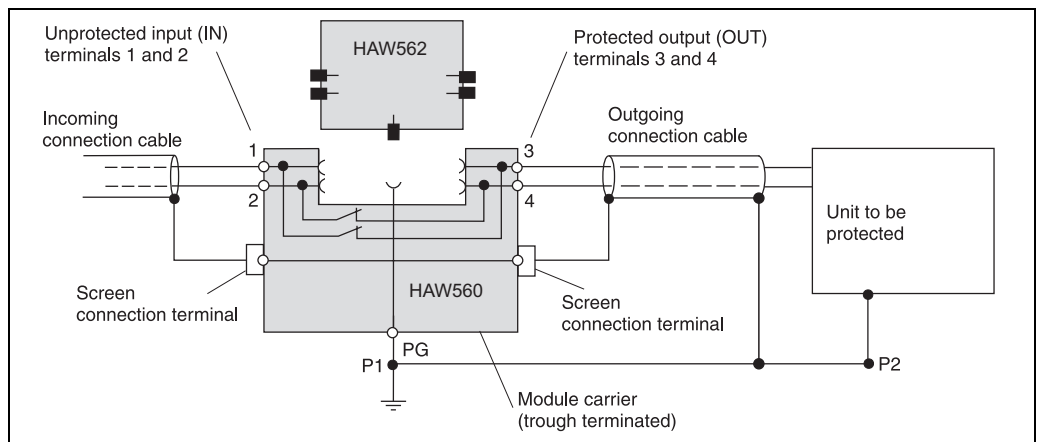 Unprotected input (IN)
terminals 1 and 2
HAW562
Protected output (OUT)
terminals 3 and 4
Incoming
connection cable
Outgoing
connection cable
1
3
2
4
Unit to be
protected
Screen
connection terminal
HAW560
Screen
connection terminal
PG
P1
P2
Module carrier
(trough terminated)